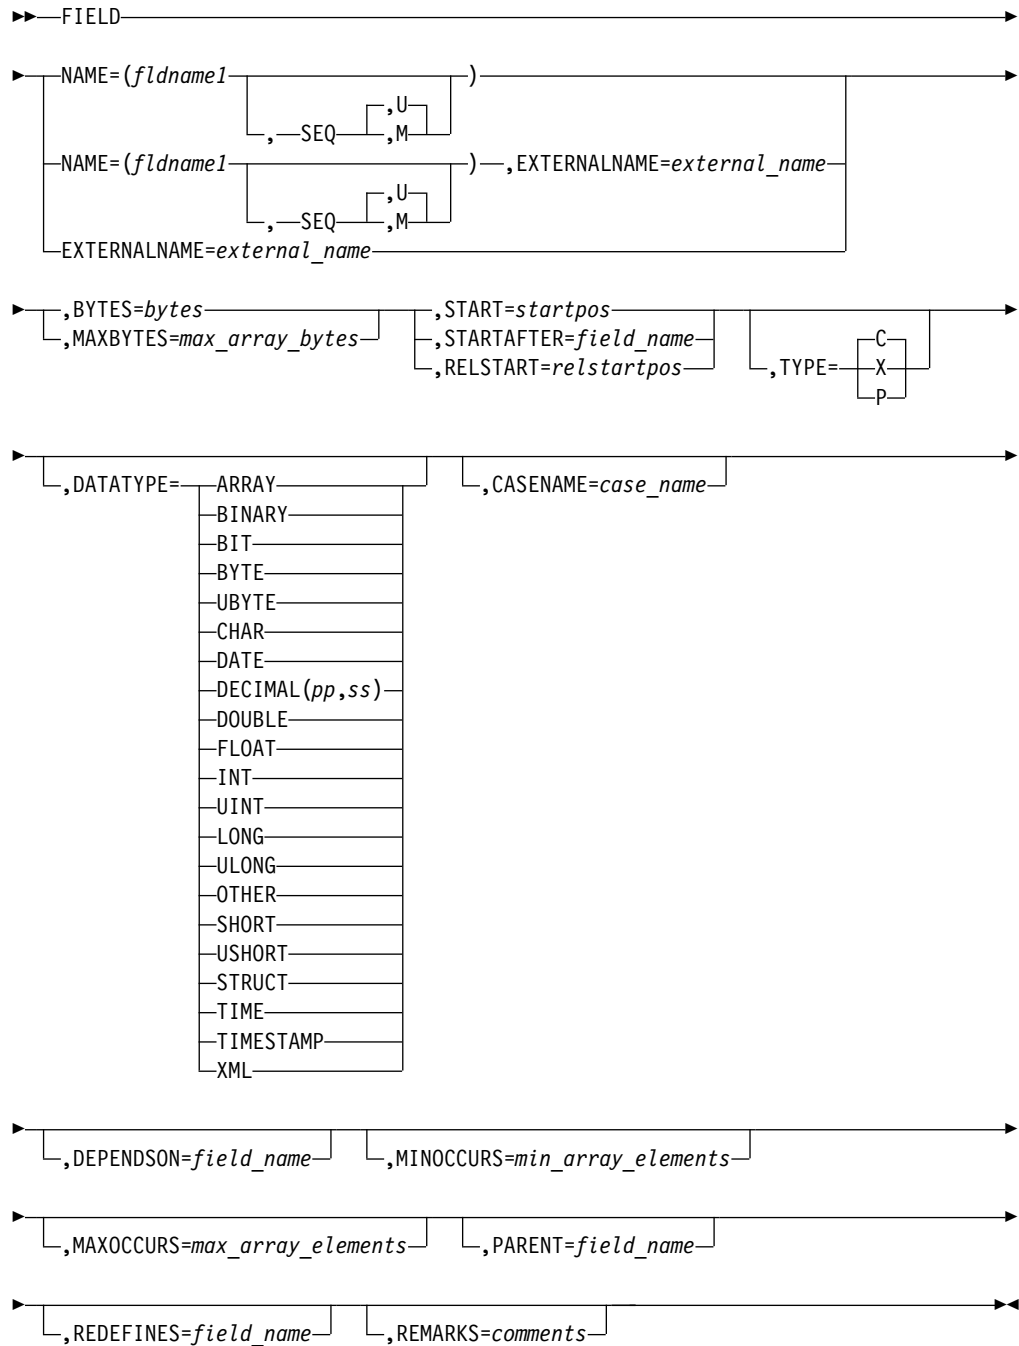 FIELD
NAME=(fldname1 )
,U
, SEQ ,M
NAME=(fldname1 ) ,EXTERNALNAME=external_name
,U
, SEQ ,M
EXTERNALNAME=external_name
,BYTES=bytes ,START=startpos
,MAXBYTES=max_array_bytes ,STARTAFTER=field_name C
,RELSTART=relstartpos ,TYPE= X
P
,DATATYPE= ARRAY ,CASENAME=case_name
BINARY
BIT
BYTE
UBYTE
CHAR
DATE
DECIMAL(pp,ss)
DOUBLE
FLOAT
INT
UINT
LONG
ULONG
OTHER
SHORT
USHORT
STRUCT
TIME
TIMESTAMP
XML
,DEPENDSON=field_name ,MINOCCURS=min_array_elements
,MAXOCCURS=max_array_elements ,PARENT=field_name
,REDEFINES=field_name ,REMARKS=comments